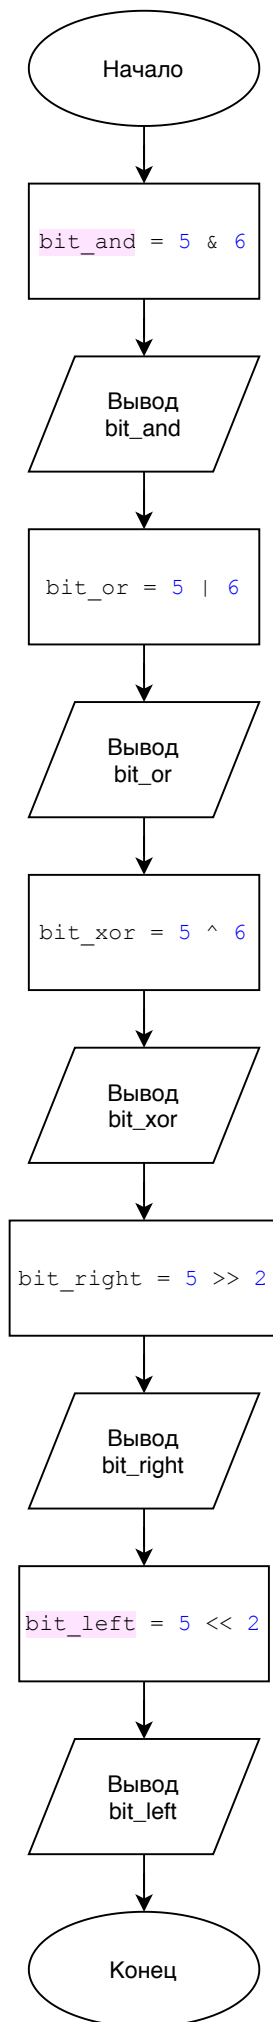 Начало
bit_and = 5 & 6
Вывод
bit_and
bit_or = 5 | 6
Вывод
bit_or
bit_xor = 5 ^ 6
Вывод
bit_xor
bit_right = 5 >> 2
Вывод
bit_right
bit_left = 5 << 2
Вывод
bit_left
Конец